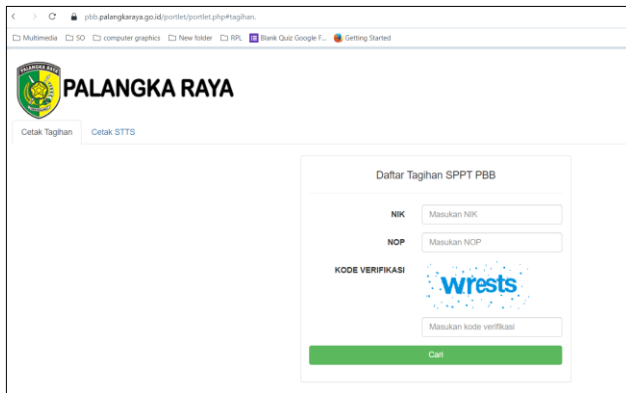 pbb.palangkaraya.go.id/portlet/portlet.php#tagihan.
Multimedia SO computer graphics New folder RPL Blank Quiz Google F... Getting Started
PALANGKA RAYA
Cetak Tagihan Cetak STTS
Daftar Tagihan SPPT PBB
NIK Masukan NIK
NOP Masukan NOP
KODE VERIFIKASI wrests
Masukan kode verifikasi
Cari